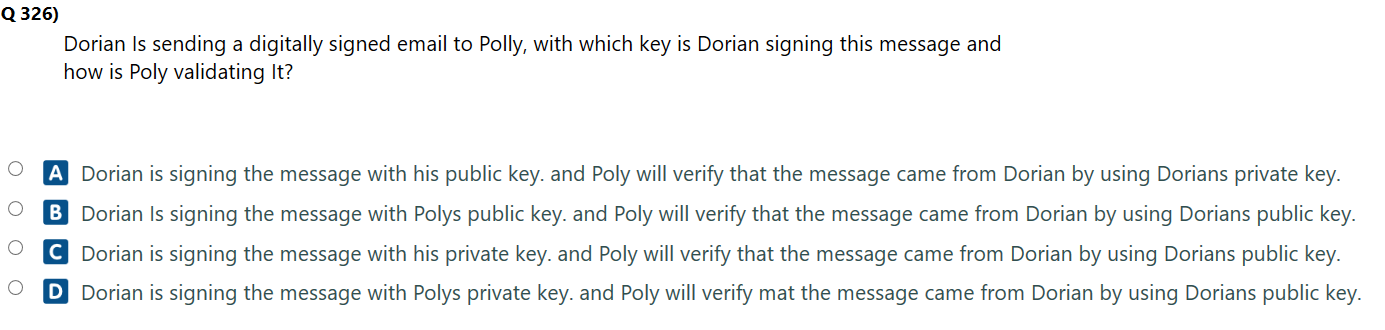 Q 326)
Dorian Is sending a digitally signed email to Polly, with which key is Dorian signing this message and
how is Poly validating It?
A Dorian is signing the message with his public key. and Poly will verify that the message came from Dorian by using Dorians private key.
B Dorian Is signing the message with Polys public key. and Poly will verify that the message came from Dorian by using Dorians public key.
C Dorian is signing the message with his private key. and Poly will verify that the message came from Dorian by using Dorians public key.
D Dorian is signing the message with Polys private key. and Poly will verify mat the message came from Dorian by using Dorians public key.